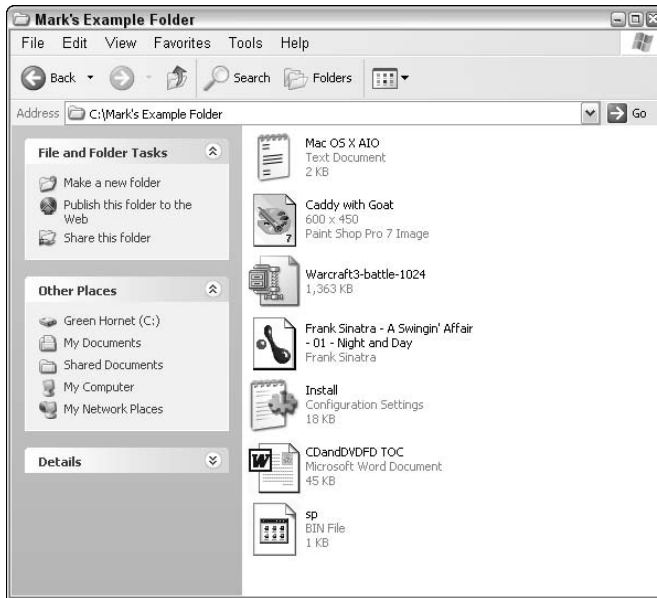 Mark's Example Folder
File Edit View Favorites Tools Help
Back Search Folders
Address C:\Mark's Example Folder Go
File and Folder Tasks
Make a new folder
Publish this folder to the
Web
Share this folder
Other Places
Green Hornet (C:)
My Documents
Shared Documents
My Computer
My Network Places
Details
Mac OS X AIO
Text Document
2 KB
Caddy with Goat
600 x 450
Paint Shop Pro 7 Image
7
Warcraft3-battle-1024
1,363 KB
Frank Sinatra - A Swingin' Affair
- 01 - Night and Day
Frank Sinatra
Install
Configuration Settings
18 KB
W
CDandDVDFD TOC
Microsoft Word Document
45 KB
sp
BIN File
1 KB